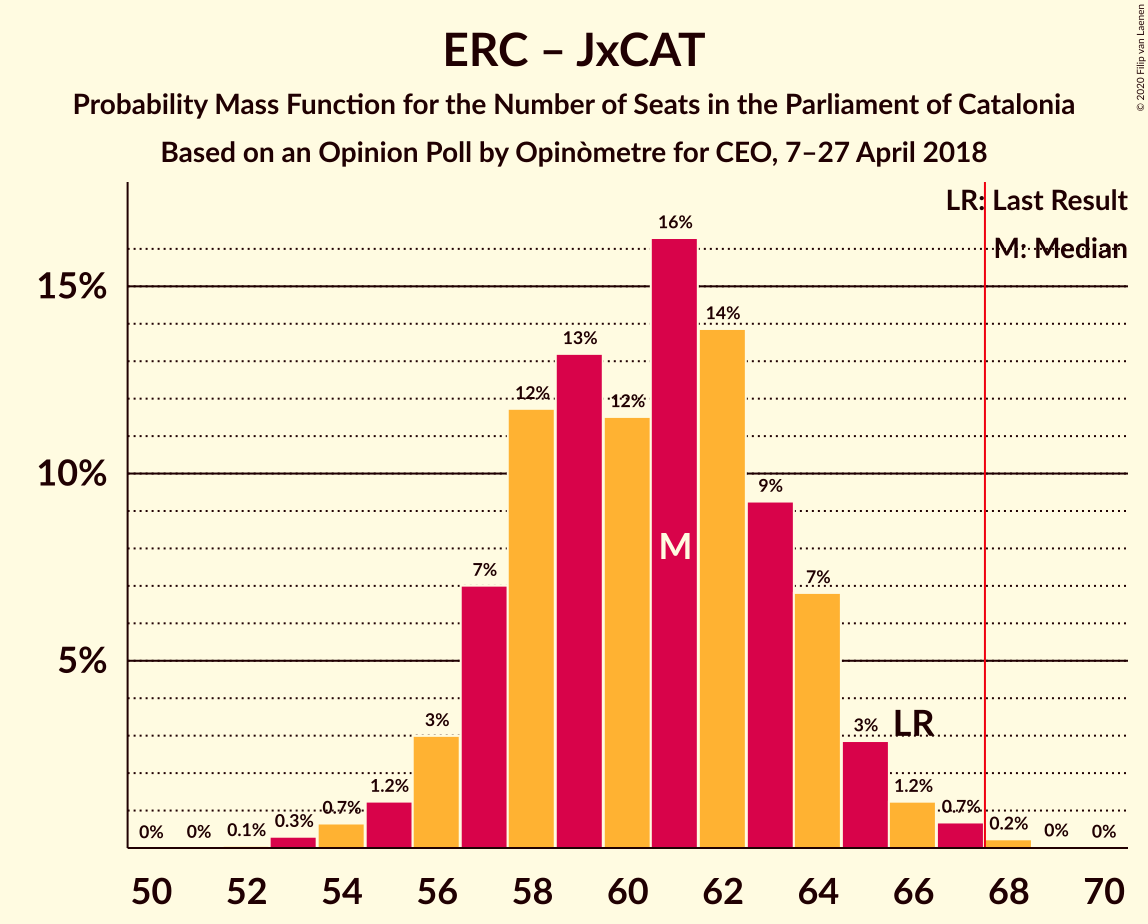 ERC – JxCAT
Probability Mass Function for the Number of Seats in the Parliament of Catalonia
Based on an Opinion Poll by Opinòmetre for CEO, 7–27 April 2018
© 2020 Filip van Laenen
LR: Last Result
M: Median
15%
10%
5%
0%
0%
0.1%
0.3%
0.7%
1.2%
3%
7%
12%
13%
12%
16%
14%
9%
7%
3%
1.2%
0.7%
0.2%
0%
0%
M
LR
50 52 54 56 58 60 62 64 66 68 70